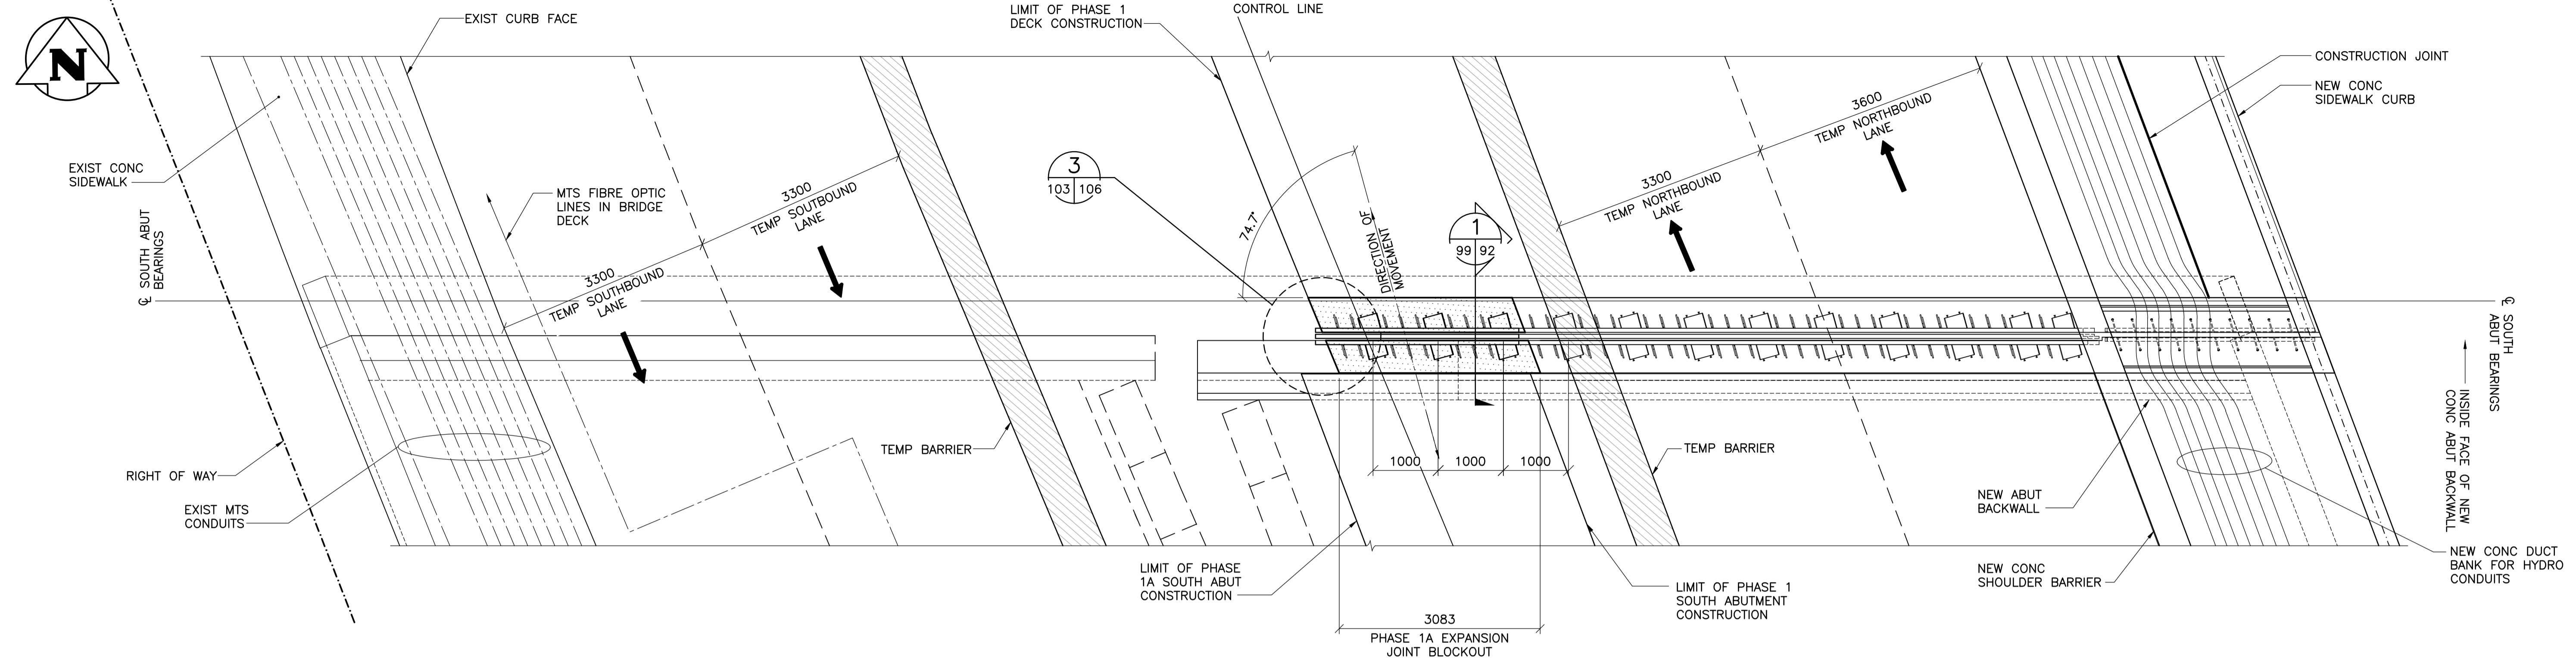 N
EXIST CURB FACE
LIMIT OF PHASE 1
DECK CONSTRUCTION
CONTROL LINE
CONSTRUCTION JOINT
NEW CONC
SIDEWALK CURB
EXIST CONC
SIDEWALK
MTS FIBRE OPTIC
LINES IN BRIDGE
DECK
3300
TEMP SOUTBOUND
LANE
3300
TEMP SOUTHBOUND
LANE
3
103 106
74.7°
DIRECTION OF
MOVEMENT
1
99 92
3300
TEMP NORTHBOUND
LANE
3600
TEMP NORTHBOUND
LANE
℄ SOUTH ABUT
BEARINGS
℄ SOUTH
ABUT BEARINGS
INSIDE FACE OF NEW
CONC ABUT BACKWALL
RIGHT OF WAY
EXIST MTS
CONDUITS
TEMP BARRIER
1000
1000
1000
TEMP BARRIER
NEW ABUT
BACKWALL
NEW CONC
SHOULDER BARRIER
NEW CONC DUCT
BANK FOR HYDRO
CONDUITS
LIMIT OF PHASE
1A SOUTH ABUT
CONSTRUCTION
LIMIT OF PHASE 1
SOUTH ABUTMENT
CONSTRUCTION
3083
PHASE 1A EXPANSION
JOINT BLOCKOUT